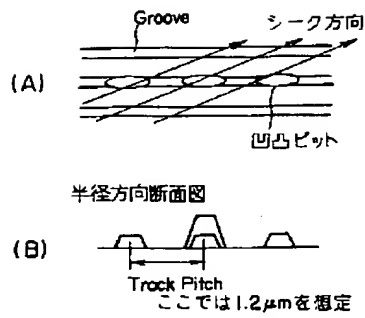 Groove
シーク方向
(A)
凹凸ピット
半径方向断面図
(B)
Track Pitch
ここでは1.2μmを想定